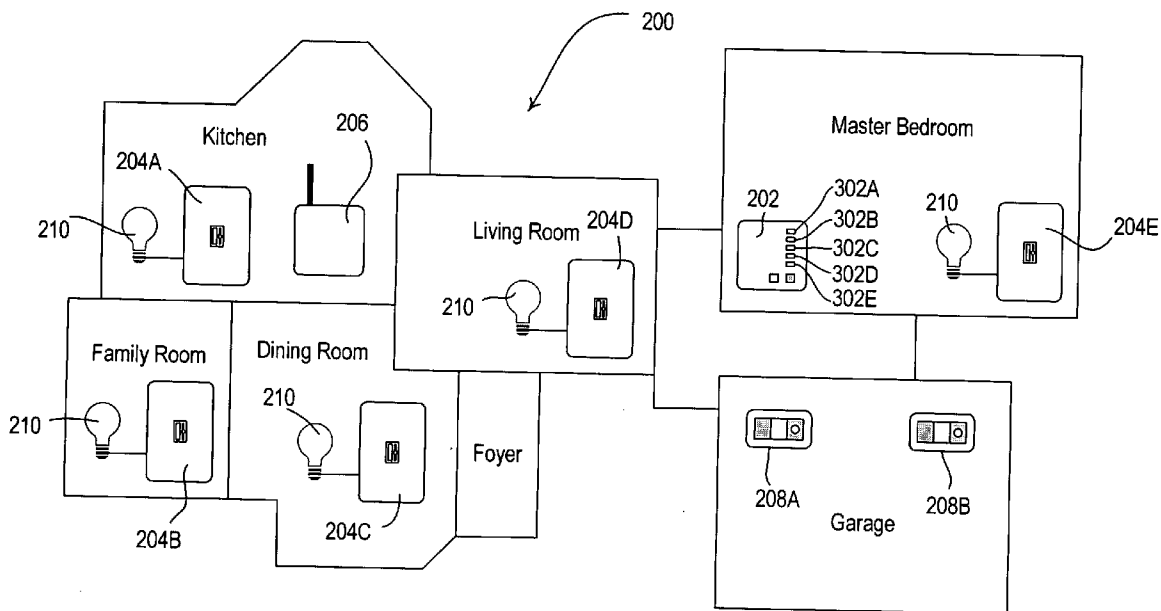 200
Kitchen
206
204A
210
Living Room
204D
210
Master Bedroom
302A
202
302B
302C
302D
302E
210
204E
Family Room
Dining Room
210
210
204B
204C
Foyer
208A
208B
Garage